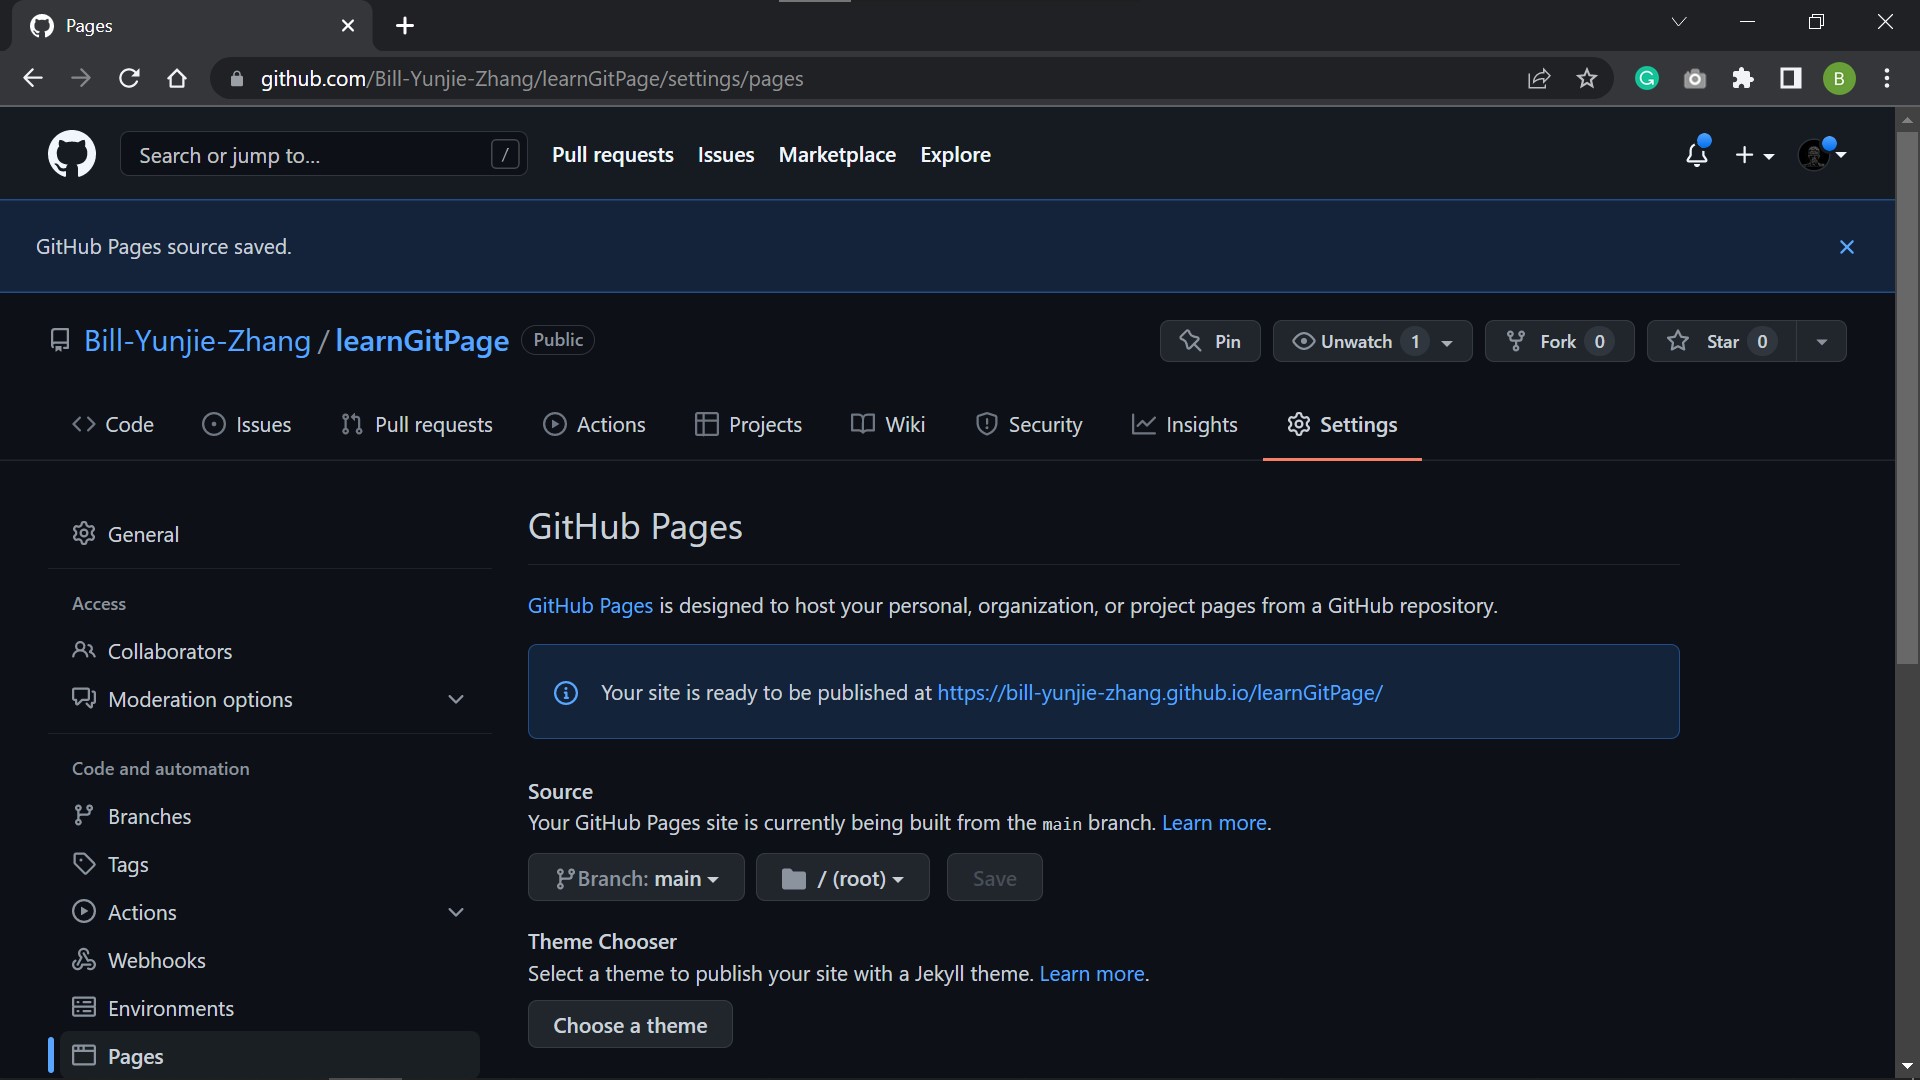 Pages
github.com/Bill-Yunjie-Zhang/learnGitPage/settings/pages
B
Search or jump to... /
Pull requests Issues Marketplace Explore
GitHub Pages source saved.
Bill-Yunjie-Zhang / learnGitPage Public
Pin Unwatch 1 Fork 0 Star 0
Code Issues Pull requests Actions Projects Wiki Security Insights Settings
General
Access
Collaborators
Moderation options
Code and automation
Branches
Tags
Actions
Webhooks
Environments
Pages
GitHub Pages
GitHub Pages is designed to host your personal, organization, or project pages from a GitHub repository.
Your site is ready to be published at https://bill-yunjie-zhang.github.io/learnGitPage/
Source
Your GitHub Pages site is currently being built from the main branch. Learn more.
Branch: main / (root) Save
Theme Chooser
Select a theme to publish your site with a Jekyll theme. Learn more.
Choose a theme